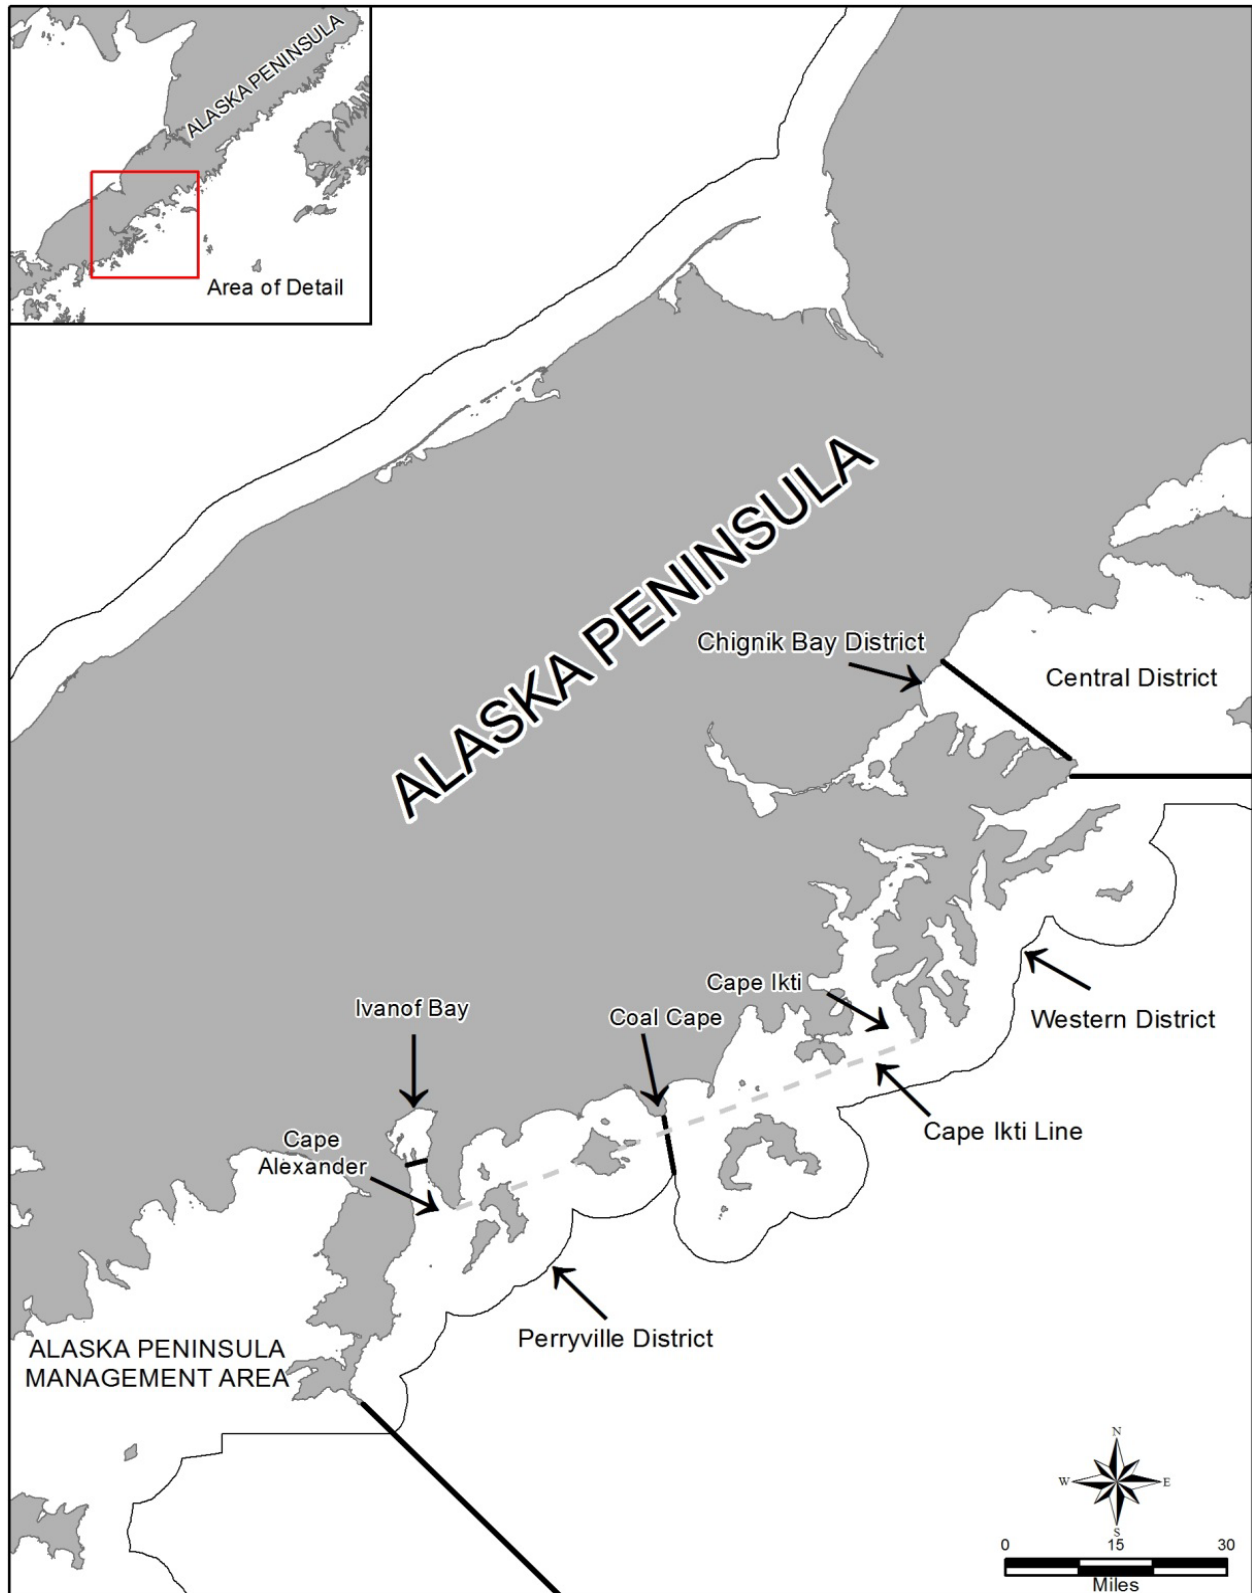 ALASKA PENINSULA
Area of Detail
ALASKA PENINSULA
Chignik Bay District
Central District
Cape Ikti
Ivanof Bay
Coal Cape
Western District
Cape Ikti Line
Cape
Alexander
Perryville District
ALASKA PENINSULA
MANAGEMENT AREA
N
W
E
S
0 15 30
Miles